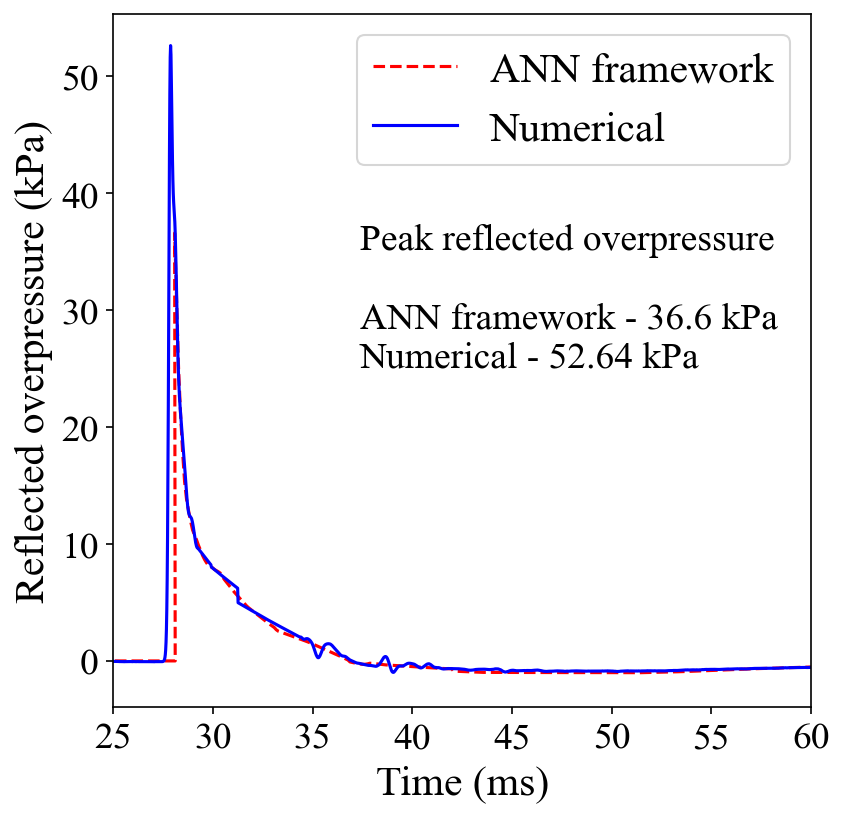 ANN framework
Numerical
Peak reflected overpressure
ANN framework - 36.6 kPa
Numerical - 52.64 kPa
Reflected overpressure (kPa)
50
40
30
20
10
0
25 30 35 40 45 50 55 60
Time (ms)